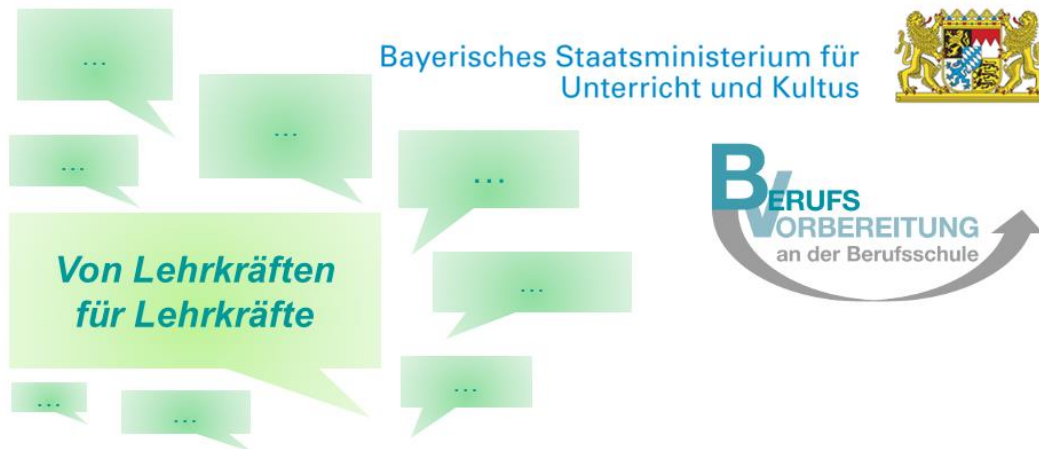 ...
Bayerisches Staatsministerium für
Unterricht und Kultus
...
...
...
BERUFS
VORBEREITUNG
an der Berufsschule
Von Lehrkräften
für Lehrkräfte
...
...
...
...